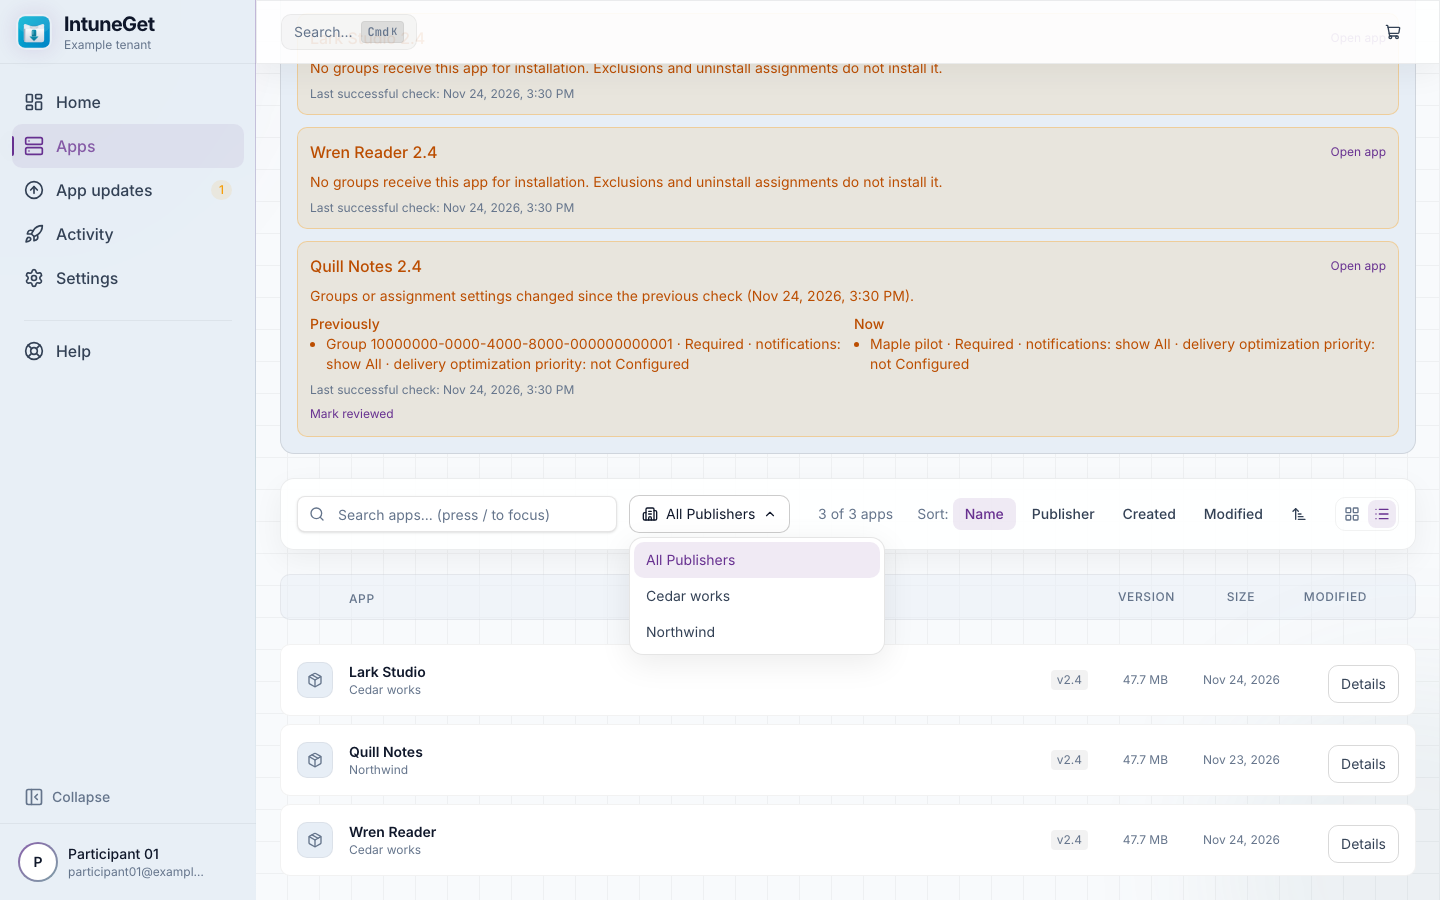 IntuneGet
Example tenant
Home
Apps
App updates
1
Activity
Settings
Help
Collapse
P
Participant 01
participant01@exampl...
Search...
Cmd K
Lark Studio 2.4
Open app
No groups receive this app for installation. Exclusions and uninstall assignments do not install it.
Last successful check: Nov 24, 2026, 3:30 PM
Wren Reader 2.4
Open app
No groups receive this app for installation. Exclusions and uninstall assignments do not install it.
Last successful check: Nov 24, 2026, 3:30 PM
Quill Notes 2.4
Open app
Groups or assignment settings changed since the previous check (Nov 24, 2026, 3:30 PM).
Previously
Group 10000000-0000-4000-8000-000000000001 · Required · notifications:
show All · delivery optimization priority: not Configured
Now
Maple pilot · Required · notifications: show All · delivery optimization priority:
not Configured
Last successful check: Nov 24, 2026, 3:30 PM
Mark reviewed
Search apps... (press / to focus)
All Publishers
3 of 3 apps
Sort:
Name
Publisher
Created
Modified
All Publishers
Cedar works
Northwind
APP
VERSION
SIZE
MODIFIED
Lark Studio
Cedar works
v2.4
47.7 MB
Nov 24, 2026
Details
Quill Notes
Northwind
v2.4
47.7 MB
Nov 23, 2026
Details
Wren Reader
Cedar works
v2.4
47.7 MB
Nov 24, 2026
Details